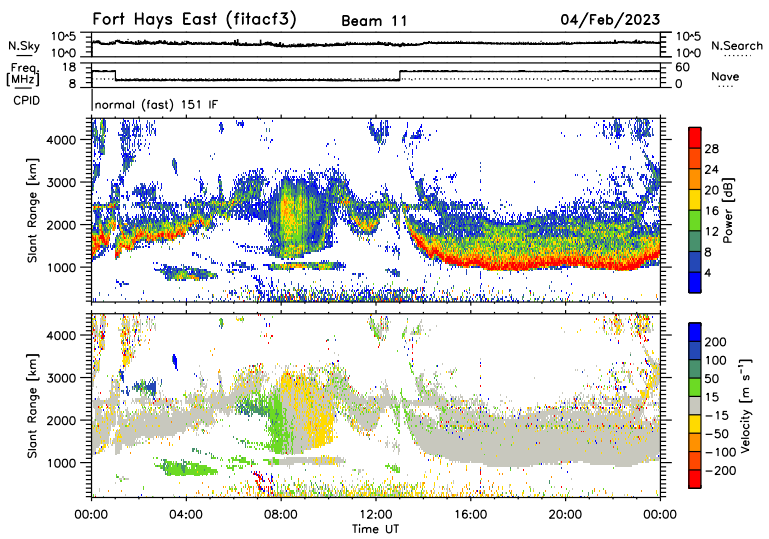 Fort Hays East (fitacf3) Beam 11 04/Feb/2023
N.Sky 10^5 10^0 10^5 10^0 N.Search
Freq. [MHz] 18 8 60 0 Nave
CPID normal (fast) 151 IF
Slant Range [km] 4000 3000 2000 1000
Power [dB] 28 24 20 16 12 8 4
Slant Range [km] 4000 3000 2000 1000
Velocity [m s⁻¹] 200 100 50 15 −15 −50 −100 −200
00:00 04:00 08:00 12:00 16:00 20:00 00:00
Time UT